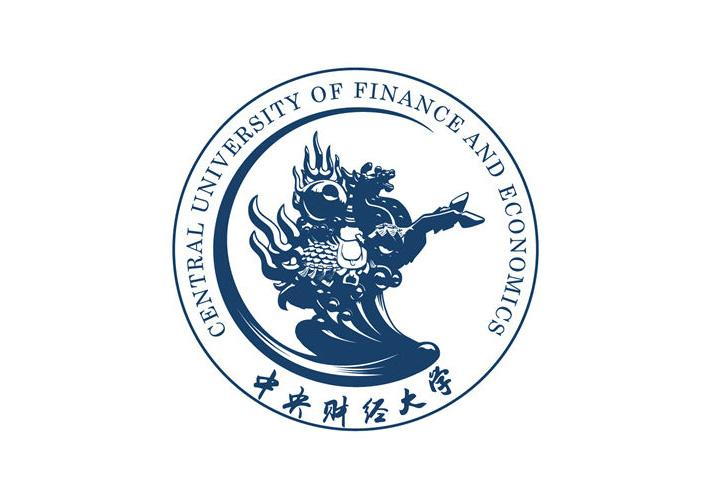 CENTRAL UNIVERSITY OF FINANCE AND ECONOMICS
中央财经大学